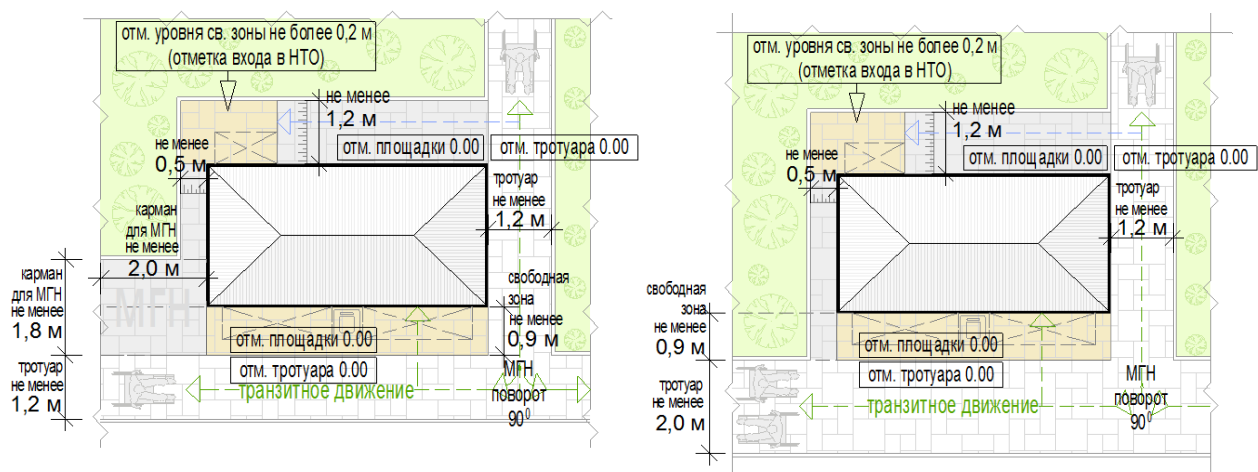 отм. уровня св. зоны не более 0,2 м
(отметка входа в НТО)
не менее
1,2 м
отм. площадки 0.00
отм. тротуара 0.00
не менее
0,5 м
тротуар
не менее
1,2 м
карман
для МГН
не менее
2,0 м
карман
для МГН
не менее
1,8 м
МГН
свободная
зона
не менее
0,9 м
отм. площадки 0.00
отм. тротуара 0.00
тротуар
не менее
1,2 м
транзитное движение
МГН
поворот
90⁰
отм. уровня св. зоны не более 0,2 м
(отметка входа в НТО)
не менее
1,2 м
отм. площадки 0.00
отм. тротуара 0.00
не менее
0,5 м
тротуар
не менее
1,2 м
свободная
зона
не менее
0,9 м
отм. площадки 0.00
отм. тротуара 0.00
тротуар
не менее
2,0 м
транзитное движение
МГН
поворот
90⁰